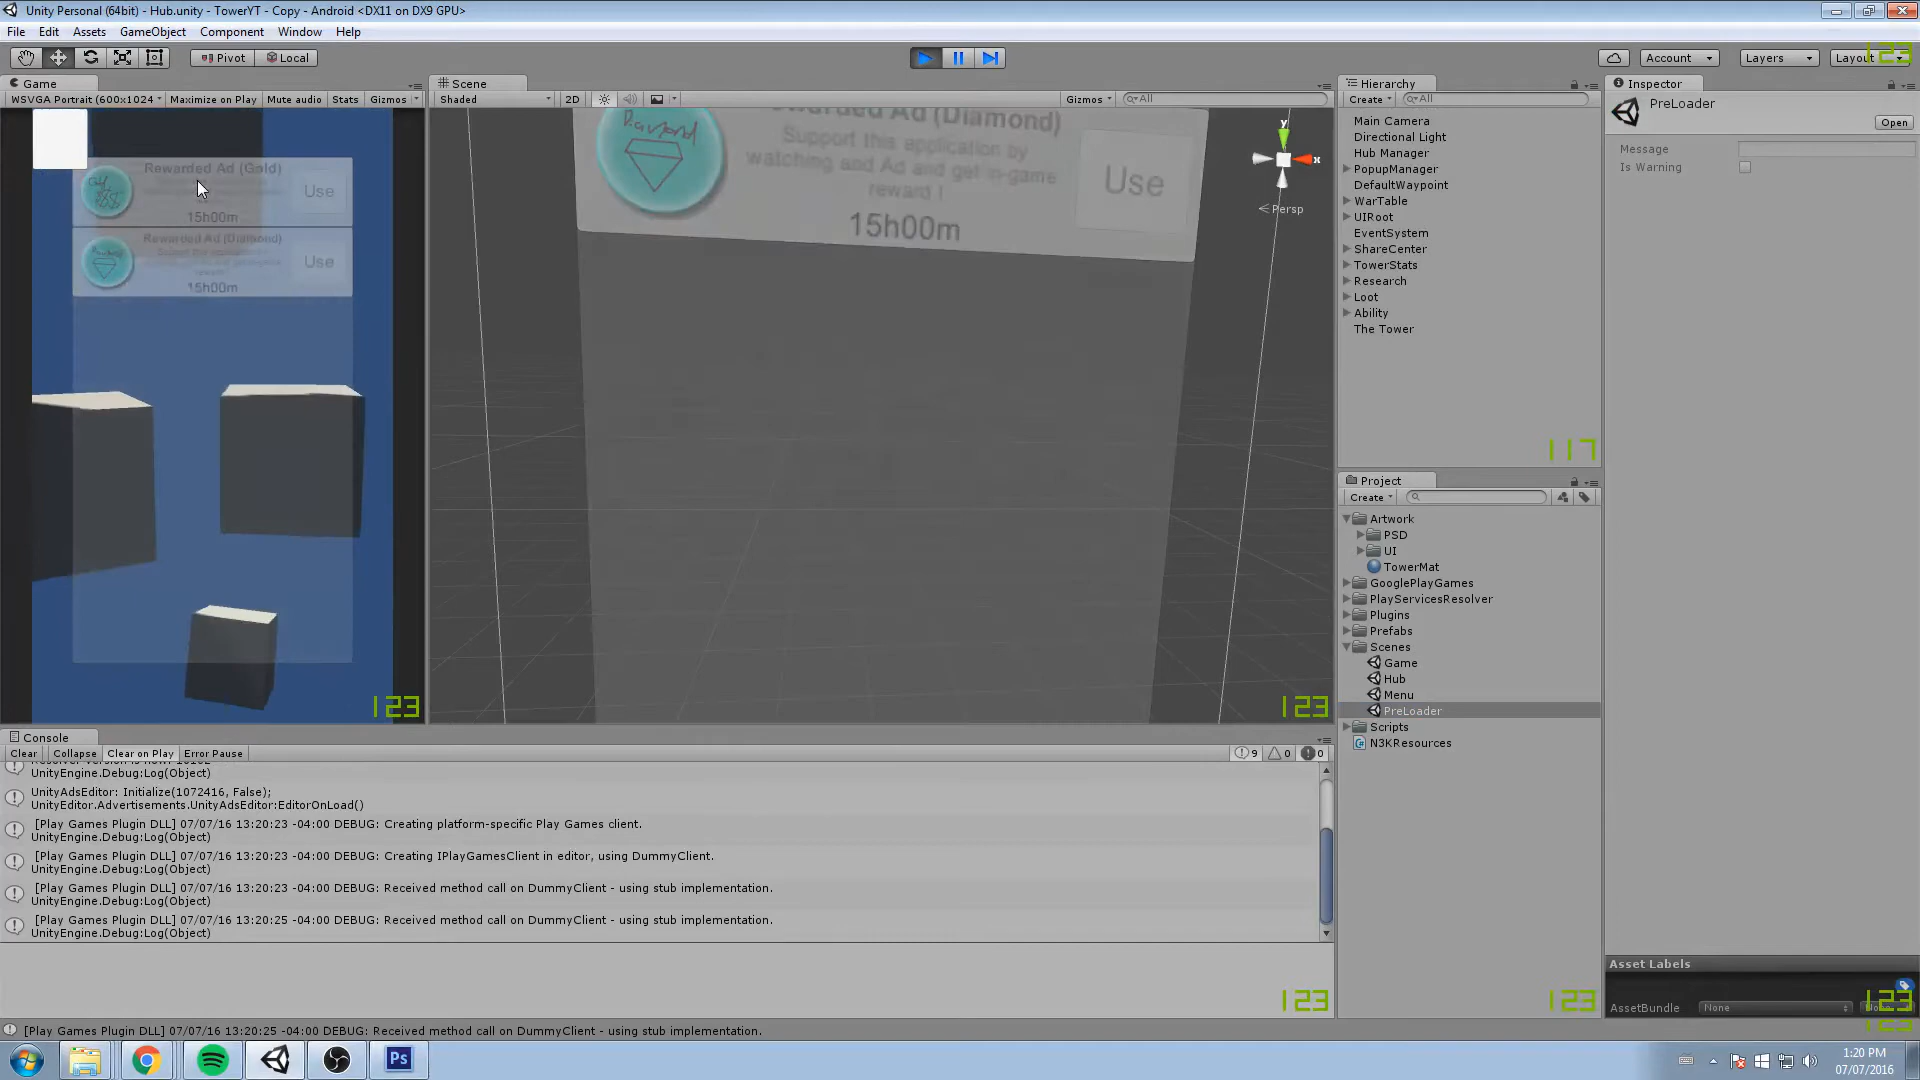 Unity Personal (64bit) - Hub.unity - TowerYT - Copy - Android <DX11 on DX9 GPU>
File Edit Assets GameObject Component Window Help
Pivot Local Account Layers Layout
123
Game
WSVGA Portrait (600x1024 Maximize on Play Mute audio Stats Gizmos
Rewarded Ad (Gold)
15h00m
Use
Rewarded Ad (Diamond)
15h00m
Use
123
Scene
Shaded 2D Gizmos All
Rewarded Ad (Diamond)
Support this application by
watching and Ad and get in-game
reward !
15h00m
Use
Diamond
y
x
Persp
123
Hierarchy
Create All
Main Camera
Directional Light
Hub Manager
PopupManager
DefaultWaypoint
WarTable
UIRoot
EventSystem
ShareCenter
TowerStats
Research
Loot
Ability
The Tower
117
Project
Create
Artwork
PSD
UI
TowerMat
GooglePlayGames
PlayServicesResolver
Plugins
Prefabs
Scenes
Game
Hub
Menu
PreLoader
Scripts
N3KResources
123
Inspector
PreLoader
Open
Message
Is Warning
Asset Labels
AssetBundle None
123
Console
Clear Collapse Clear on Play Error Pause 9 0 0
UnityEngine.Debug:Log(Object)
UnityAdsEditor: Initialize(1072416, False);
UnityEditor.Advertisements.UnityAdsEditor:EditorOnLoad()
[Play Games Plugin DLL] 07/07/16 13:20:23 -04:00 DEBUG: Creating platform-specific Play Games client.
UnityEngine.Debug:Log(Object)
[Play Games Plugin DLL] 07/07/16 13:20:23 -04:00 DEBUG: Creating IPlayGamesClient in editor, using DummyClient.
UnityEngine.Debug:Log(Object)
[Play Games Plugin DLL] 07/07/16 13:20:23 -04:00 DEBUG: Received method call on DummyClient - using stub implementation.
UnityEngine.Debug:Log(Object)
[Play Games Plugin DLL] 07/07/16 13:20:25 -04:00 DEBUG: Received method call on DummyClient - using stub implementation.
UnityEngine.Debug:Log(Object)
123
[Play Games Plugin DLL] 07/07/16 13:20:25 -04:00 DEBUG: Received method call on DummyClient - using stub implementation.
Ps
1:20 PM
07/07/2016